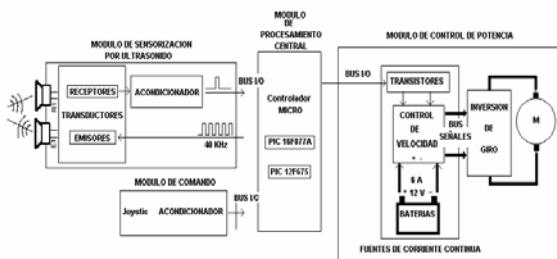 MODULO DE SENSORIZACION
POR ULTRASONIDO
RECEPTORES
TRANSDUCTORES
EMISORES
ACONDICIONADOR
40 KHz
BUS I/O
MODULO
DE
PROCESAMIENTO
CENTRAL
Controlador
MICRO
PIC 16F877A
PIC 12F675
MODULO DE COMANDO
Joystic ACONDICIONADOR
BUS I/O
MODULO DE CONTROL DE POTENCIA
BUS I/O
TRANSISTORES
CONTROL
DE
VELOCIDAD
+ -
BUS
SEÑALES
INVERSION
DE
GIRO
M
6 A
+ 12 V -
BATERIAS
FUENTES DE CORRIENTE CONTINUA